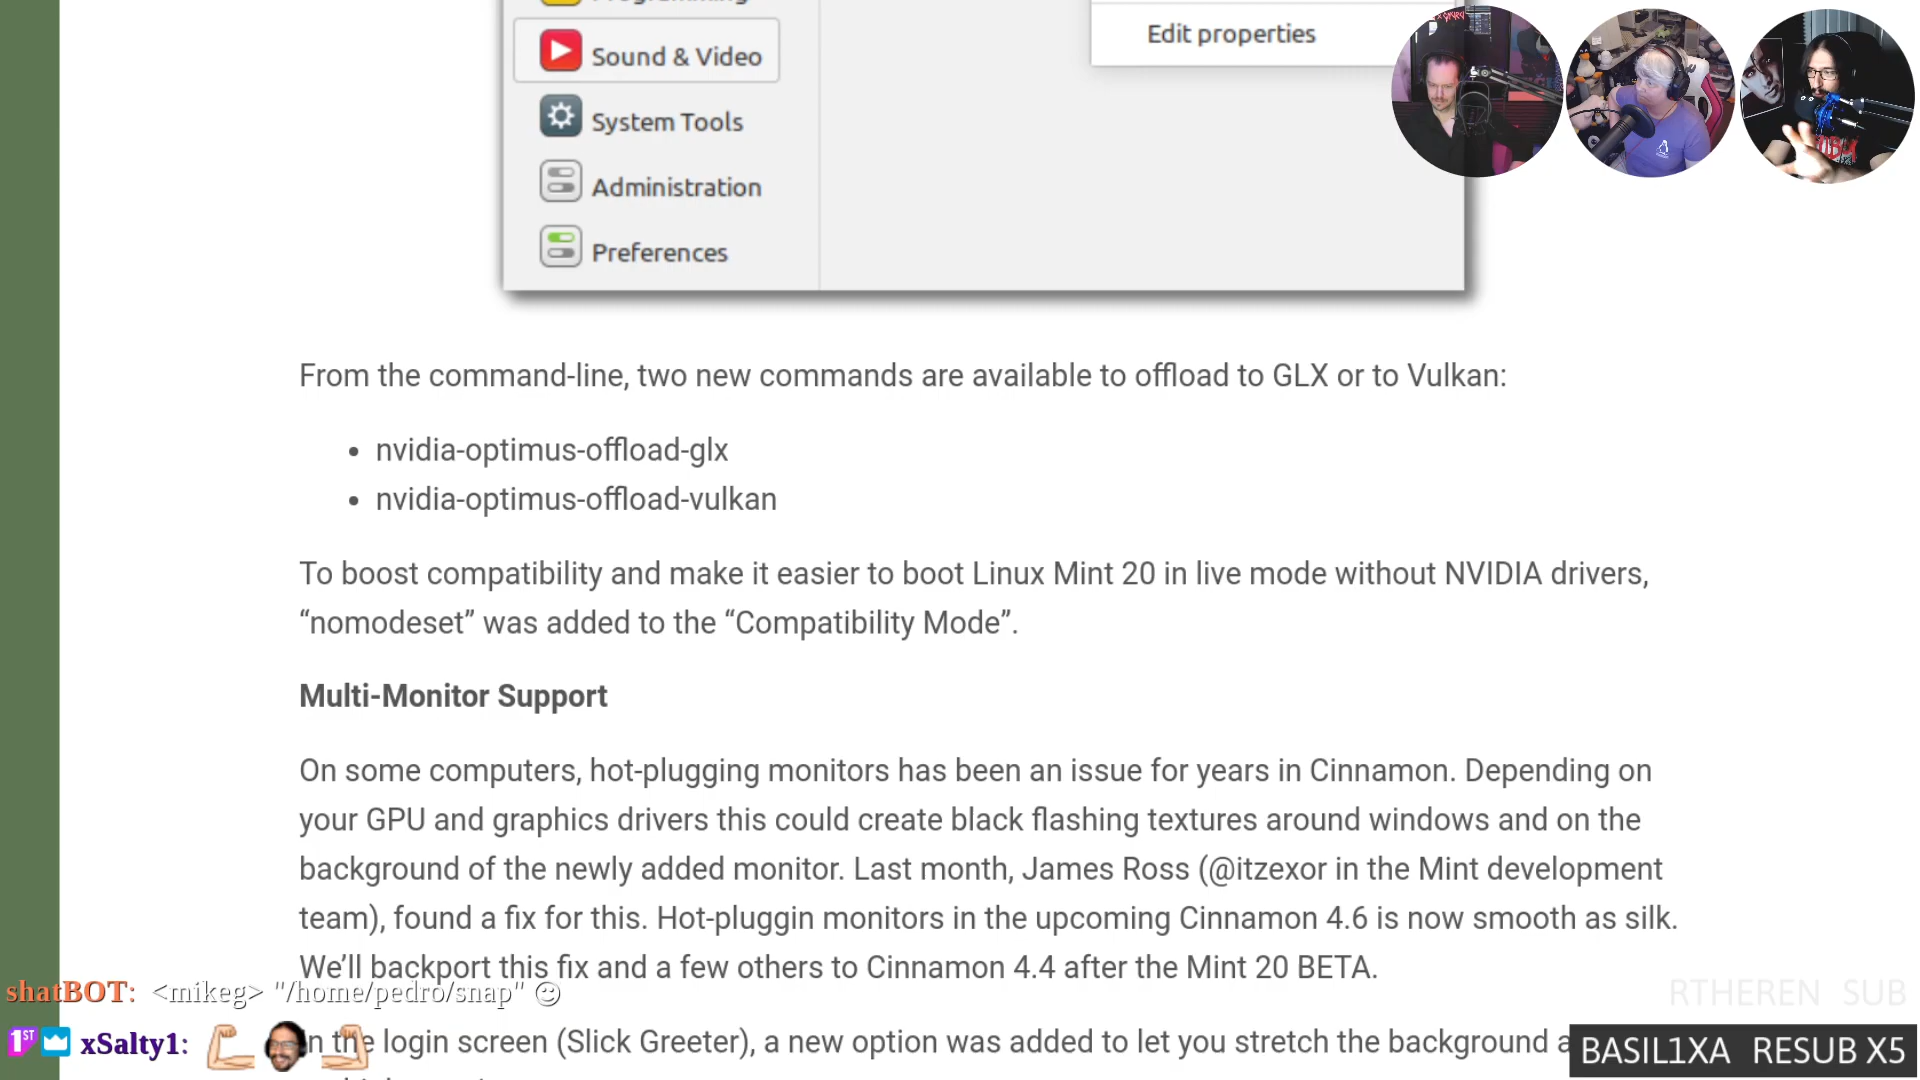 Edit properties
Sound & Video
System Tools
Administration
Preferences
From the command-line, two new commands are available to offload to GLX or to Vulkan:
• nvidia-optimus-offload-glx
• nvidia-optimus-offload-vulkan
To boost compatibility and make it easier to boot Linux Mint 20 in live mode without NVIDIA drivers,
“nomodeset” was added to the “Compatibility Mode”.
Multi-Monitor Support
On some computers, hot-plugging monitors has been an issue for years in Cinnamon. Depending on
your GPU and graphics drivers this could create black flashing textures around windows and on the
background of the newly added monitor. Last month, James Ross (@itzexor in the Mint development
team), found a fix for this. Hot-pluggin monitors in the upcoming Cinnamon 4.6 is now smooth as silk.
We’ll backport this fix and a few others to Cinnamon 4.4 after the Mint 20 BETA.
shatBOT: <mikeg> "/home/pedro/snap" 🙂
RTHEREN SUB
1ST xSalty1:
In the login screen (Slick Greeter), a new option was added to let you stretch the background
BASIL1XA RESUB X5